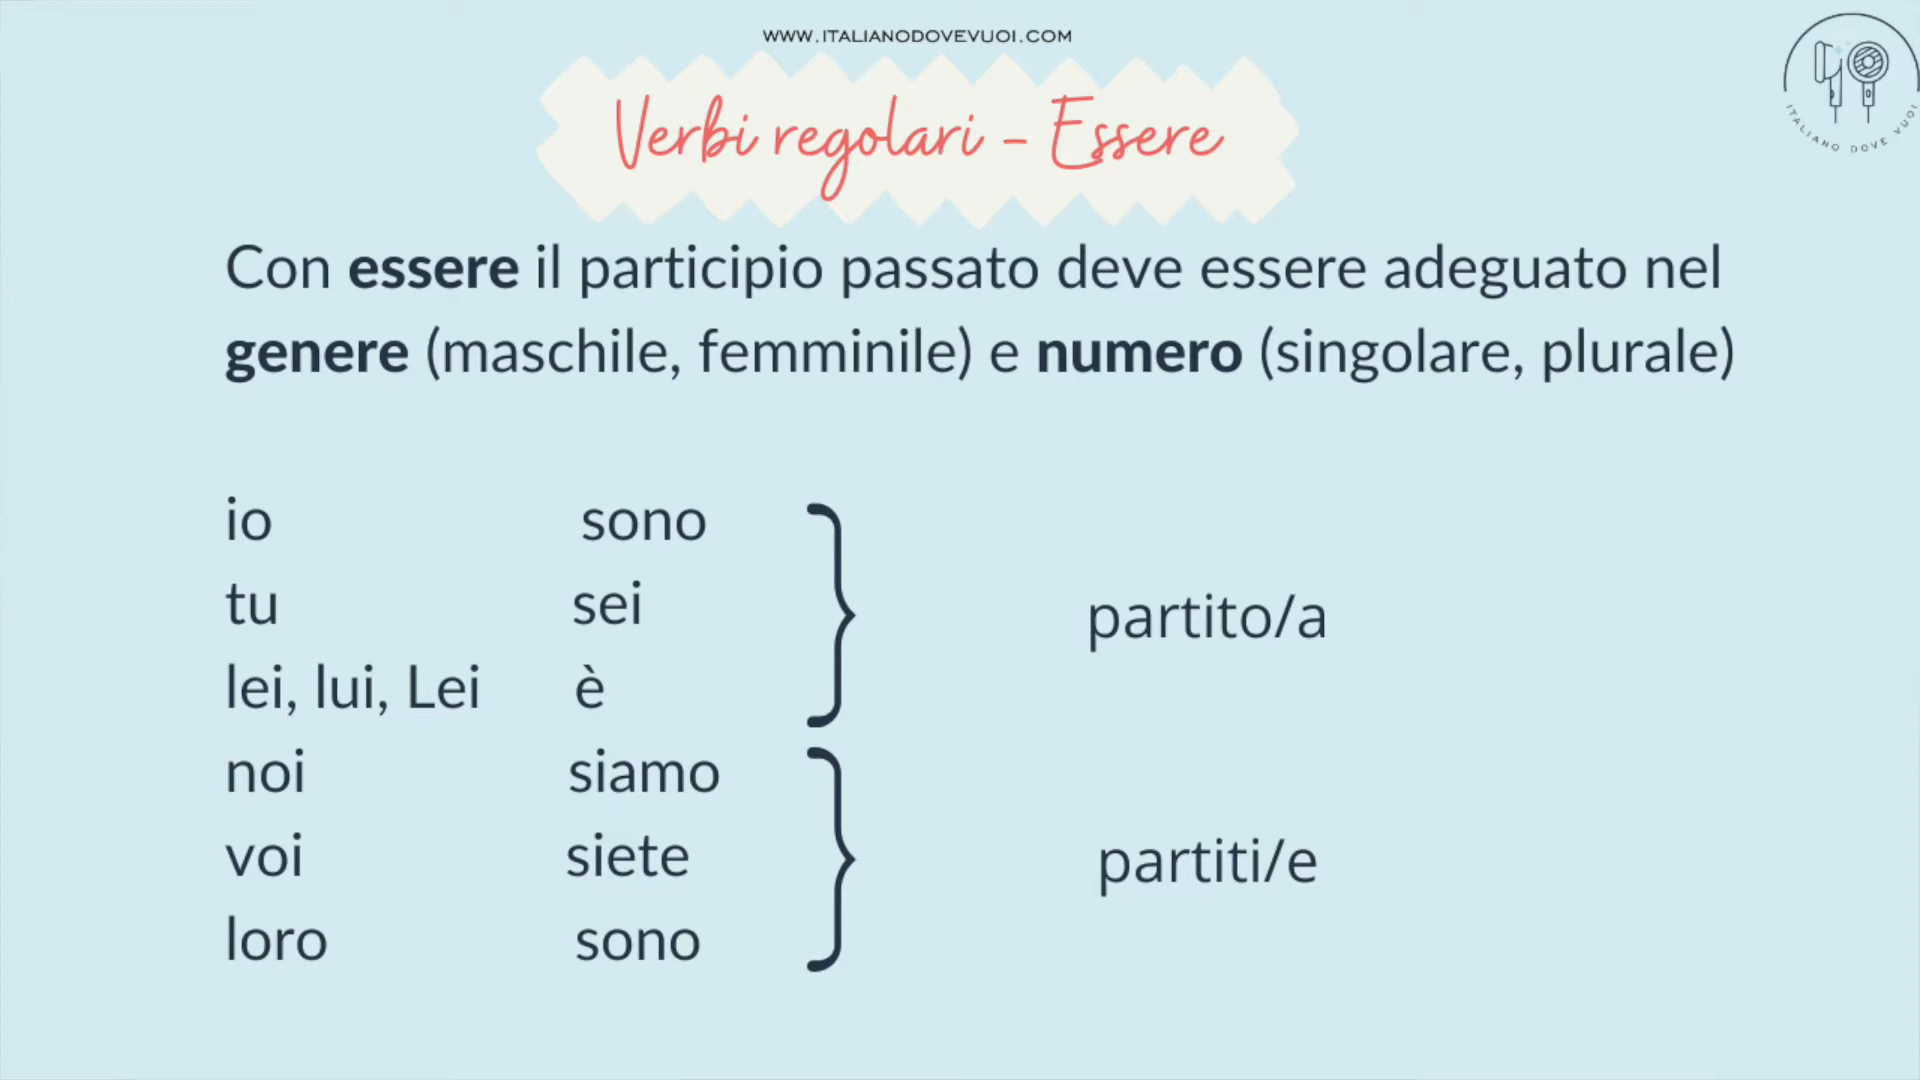 WWW.ITALIANODOVEVUOI.COM
ITALIANO DOVE VUOI
Verbi regolari - Essere
Con essere il participio passato deve essere adeguato nel
genere (maschile, femminile) e numero (singolare, plurale)
io sono
tu sei
partito/a
lei, lui, Lei è
noi siamo
voi siete
partiti/e
loro sono